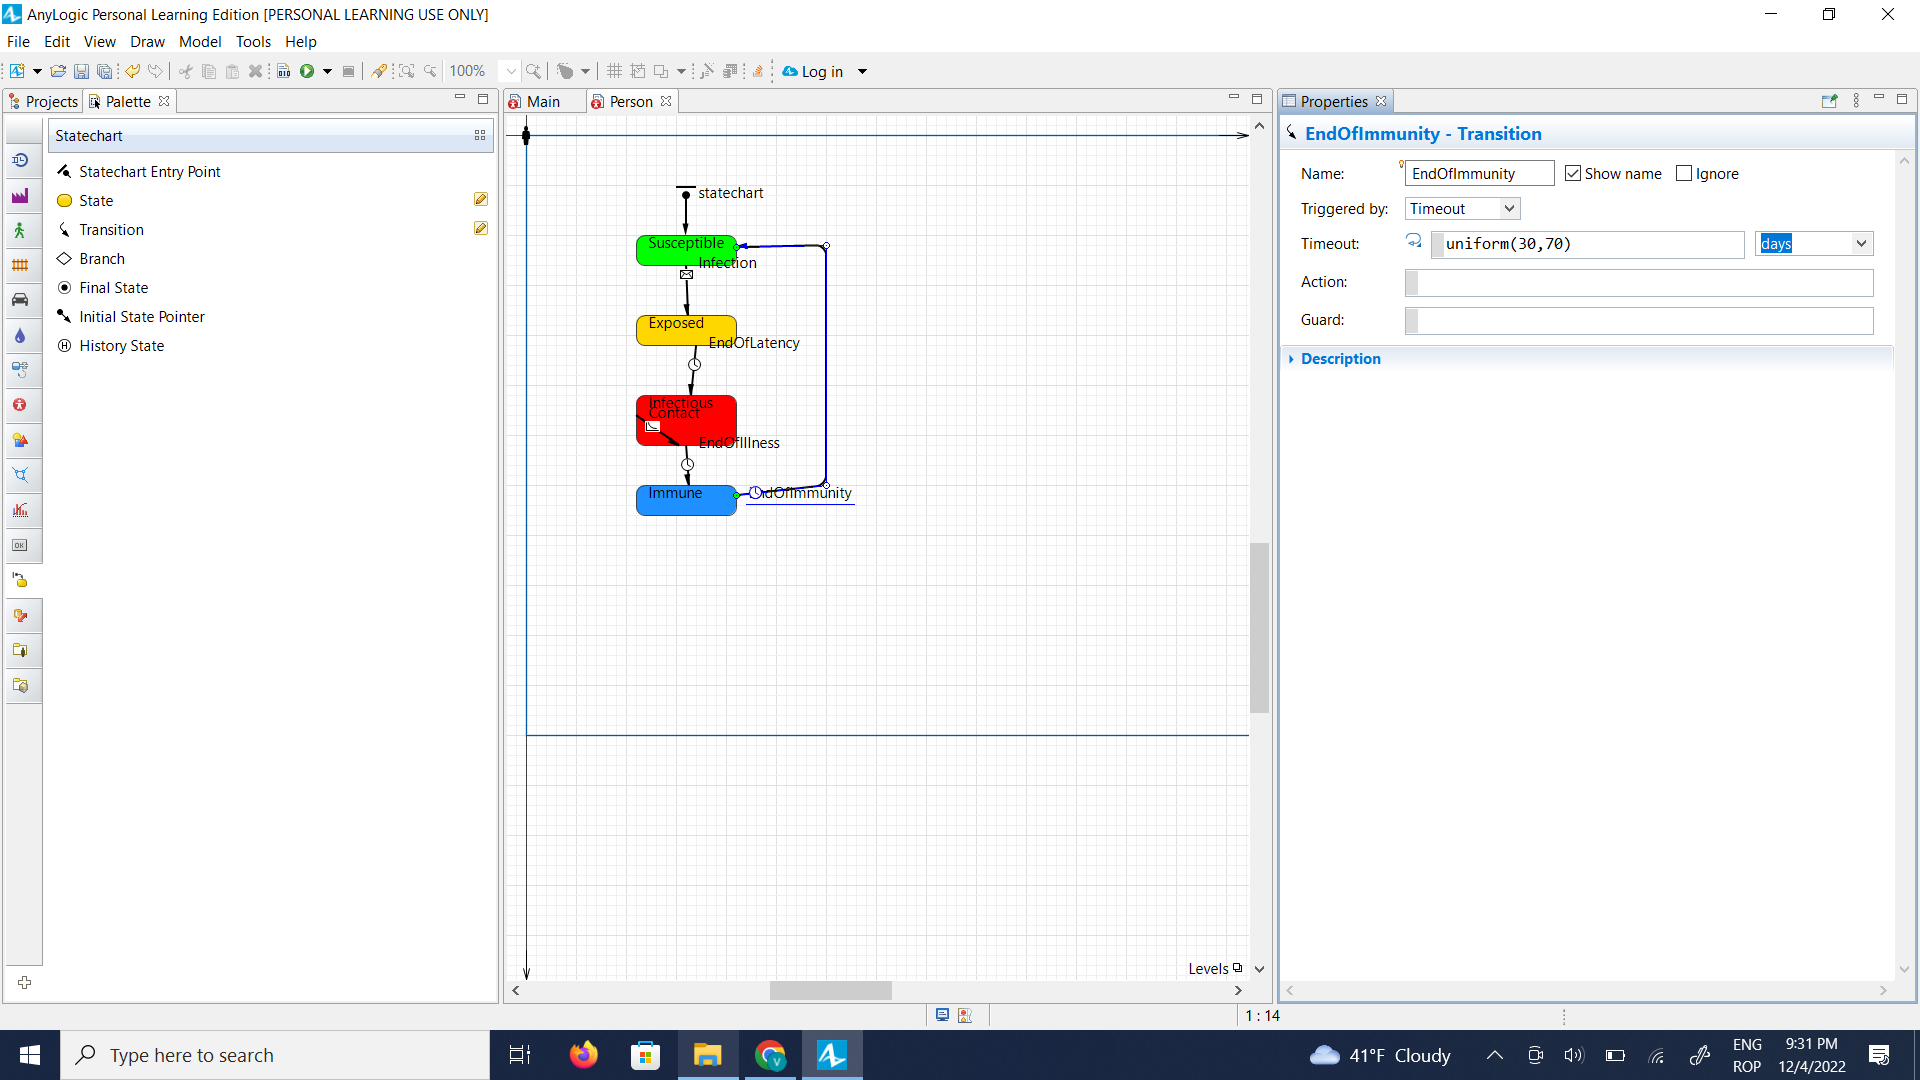 AnyLogic Personal Learning Edition [PERSONAL LEARNING USE ONLY]
File Edit View Draw Model Tools Help
100% Log in
Projects Palette Main Person Properties
Statechart
Statechart Entry Point
State
Transition
Branch
Final State
Initial State Pointer
History State
OK
statechart
Susceptible
Infection
Exposed
EndOfLatency
Infectious
Contact
EndOfIllness
Immune
EndOfImmunity
Levels
EndOfImmunity - Transition
Name: EndOfImmunity Show name Ignore
Triggered by: Timeout
Timeout: uniform(30,70) days
Action:
Guard:
Description
1 : 14
Type here to search
41°F Cloudy
ENG
ROP
9:31 PM
12/4/2022